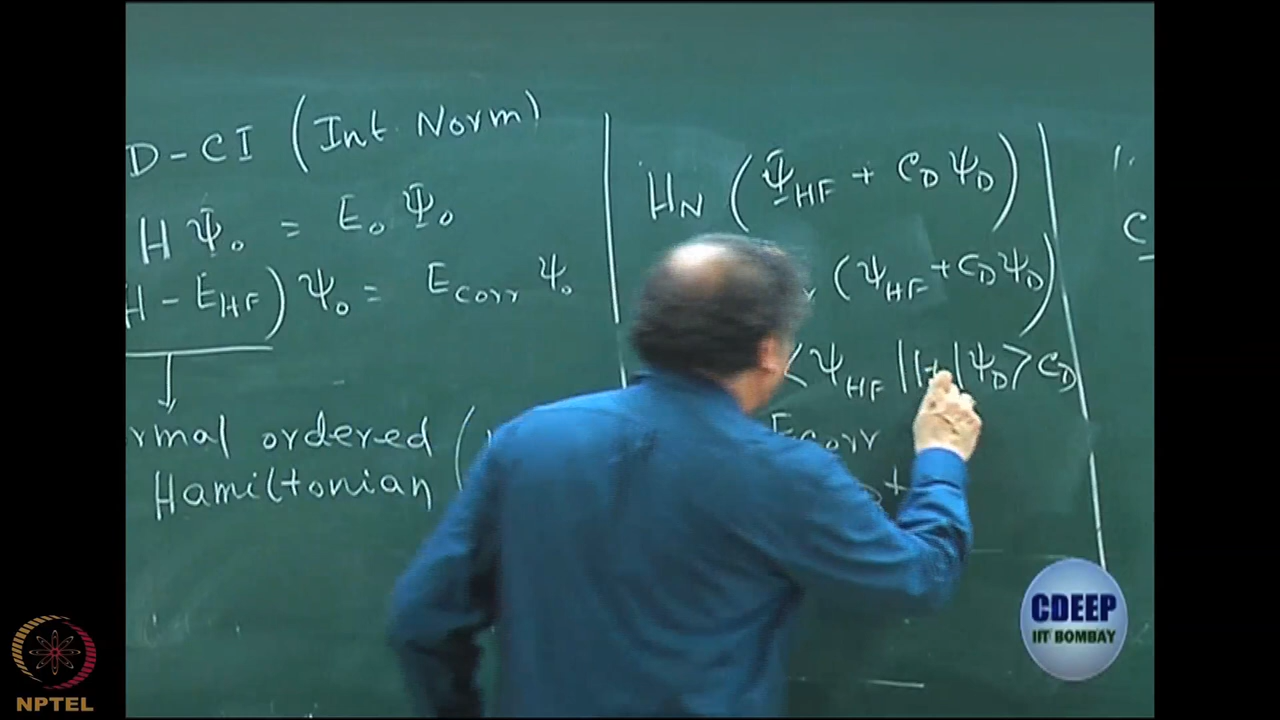 D-CI (Int. Norm)
H Ψ₀ = E₀ Ψ₀
H - E_HF) Ψ₀ = E_corr Ψ₀
ordered (
Hamiltonian
H_N (Ψ_HF + C_D Ψ_D)
(Ψ_HF + C_D Ψ_D)
<Ψ_HF |H|Ψ_D> C_D
E_corr
+
C
CDEEP
IIT BOMBAY
NPTEL